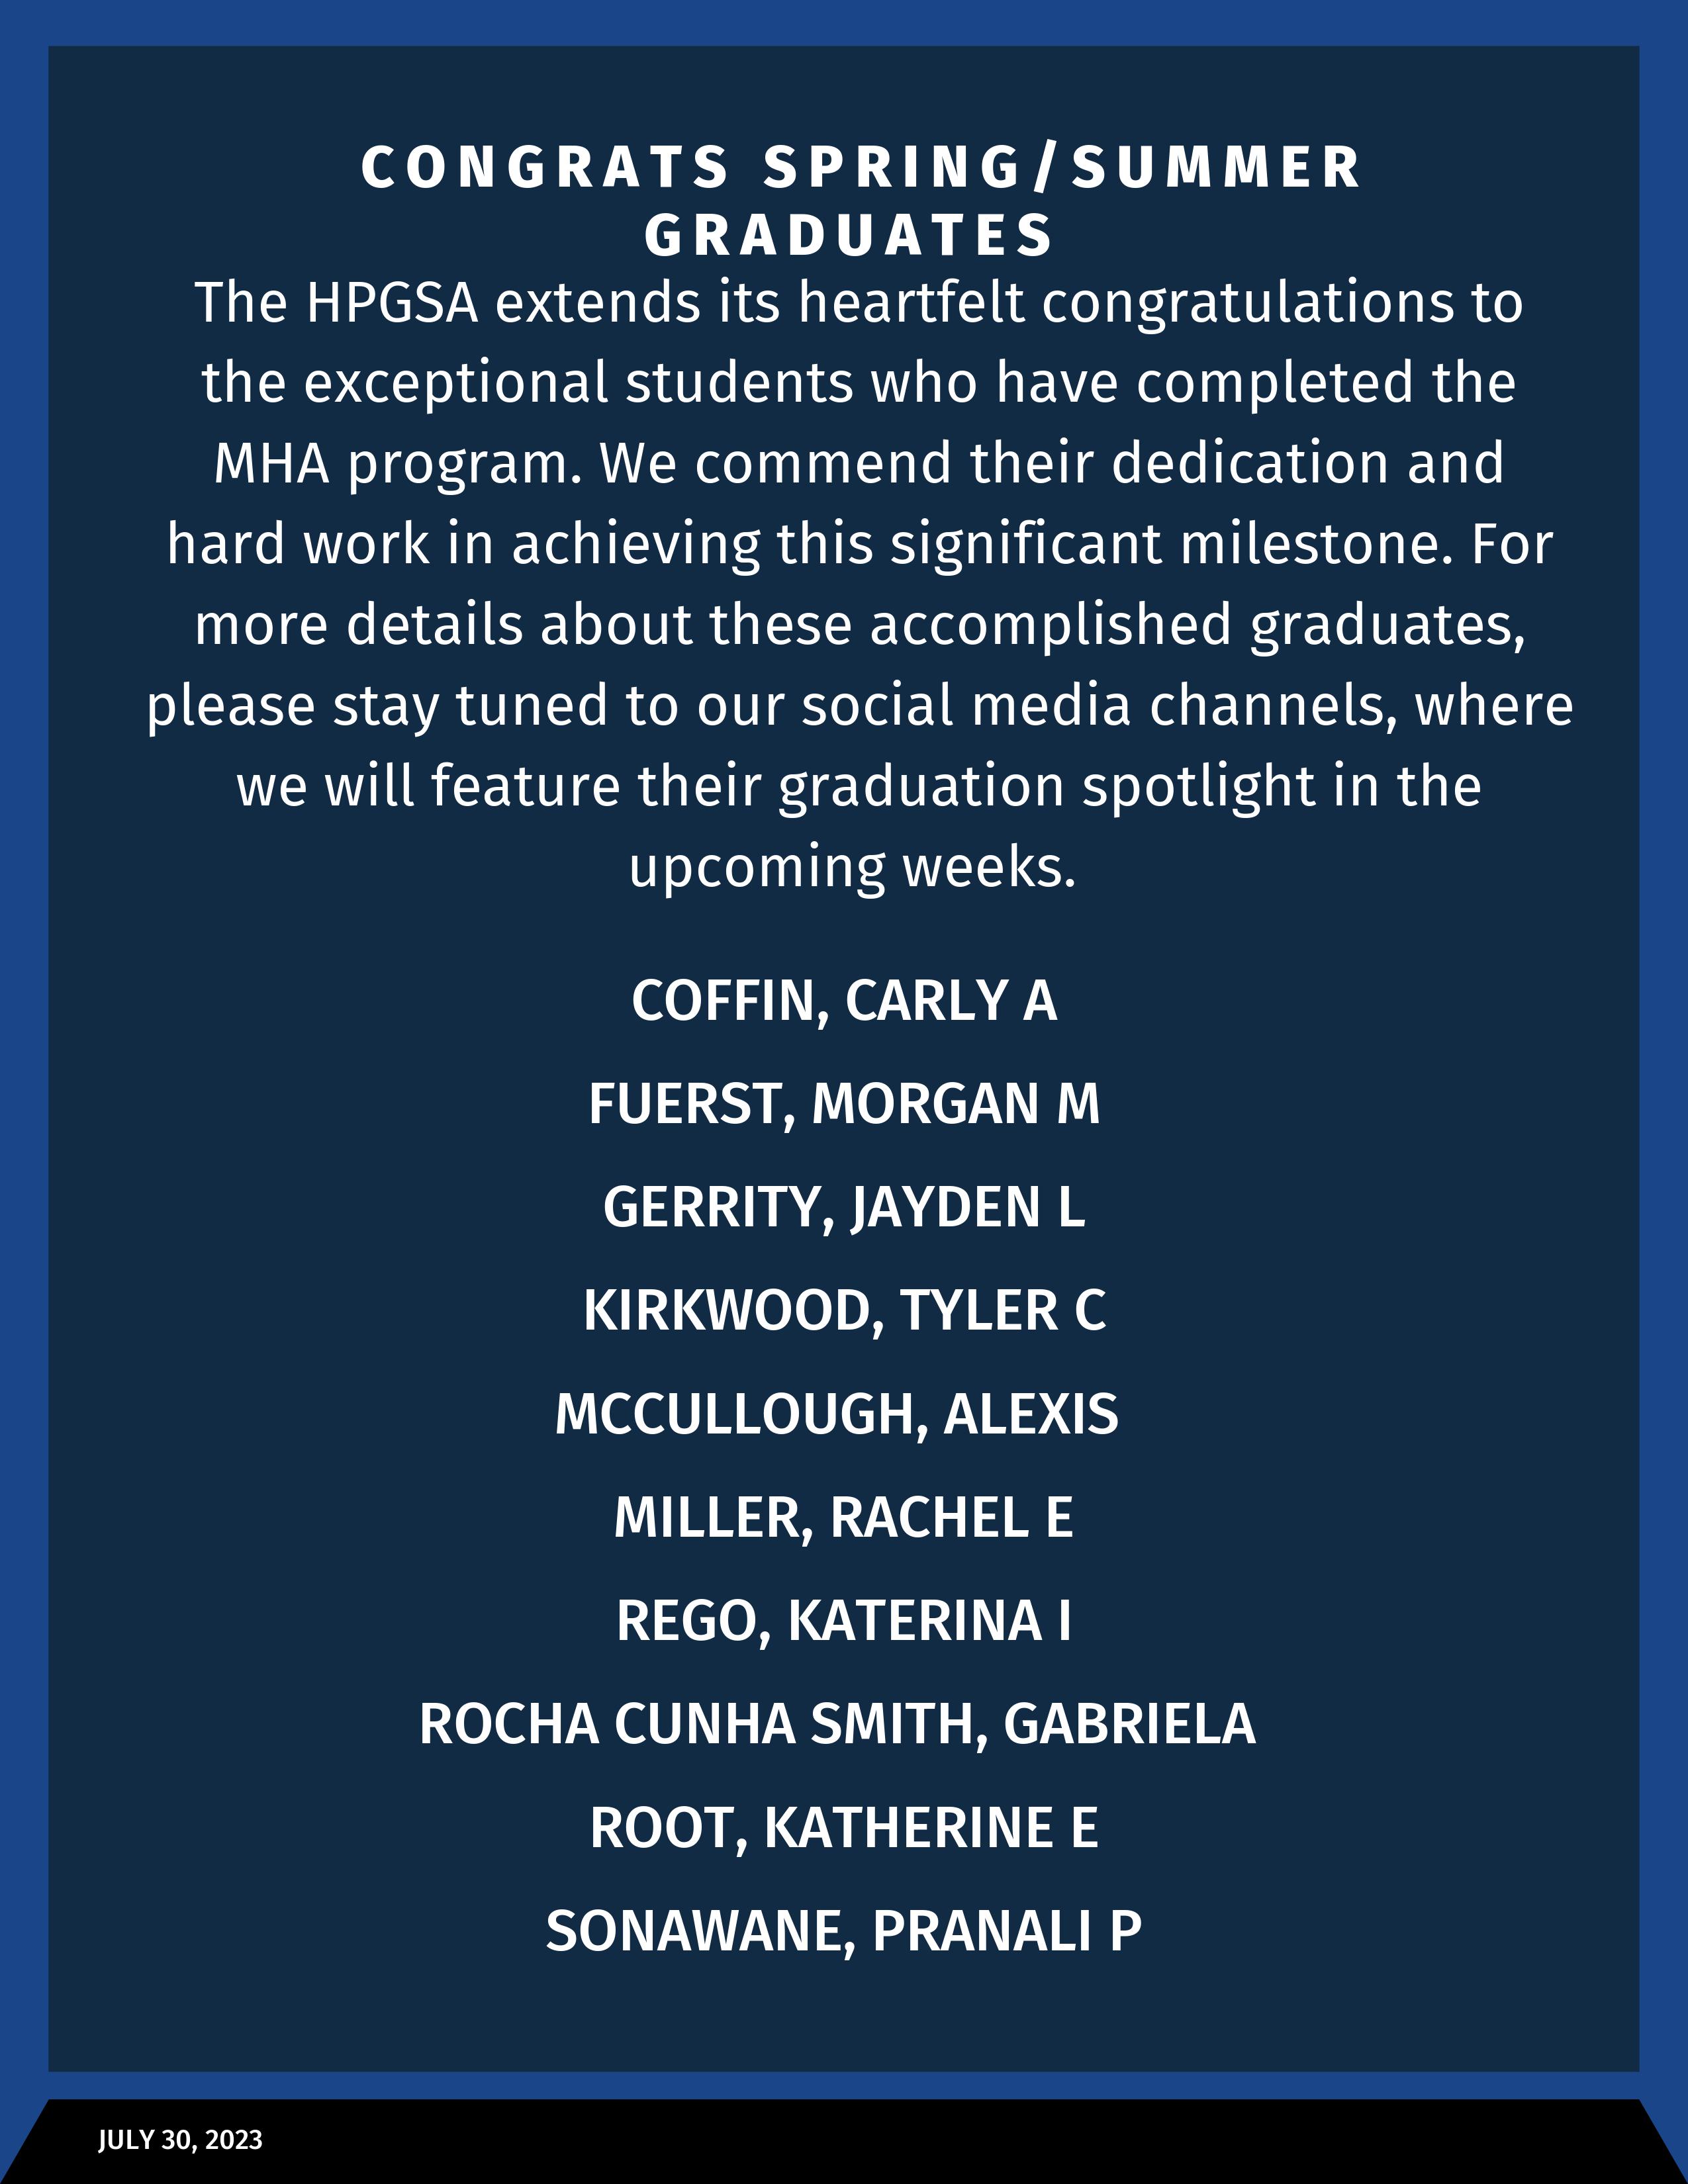 CONGRATS SPRING/SUMMER
GRADUATES
The HPGSA extends its heartfelt congratulations to
the exceptional students who have completed the
MHA program. We commend their dedication and
hard work in achieving this significant milestone. For
more details about these accomplished graduates,
please stay tuned to our social media channels, where
we will feature their graduation spotlight in the
upcoming weeks.
COFFIN, CARLY A
FUERST, MORGAN M
GERRITY, JAYDEN L
KIRKWOOD, TYLER C
MCCULLOUGH, ALEXIS
MILLER, RACHEL E
REGO, KATERINA I
ROCHA CUNHA SMITH, GABRIELA
ROOT, KATHERINE E
SONAWANE, PRANALI P
JULY 30, 2023